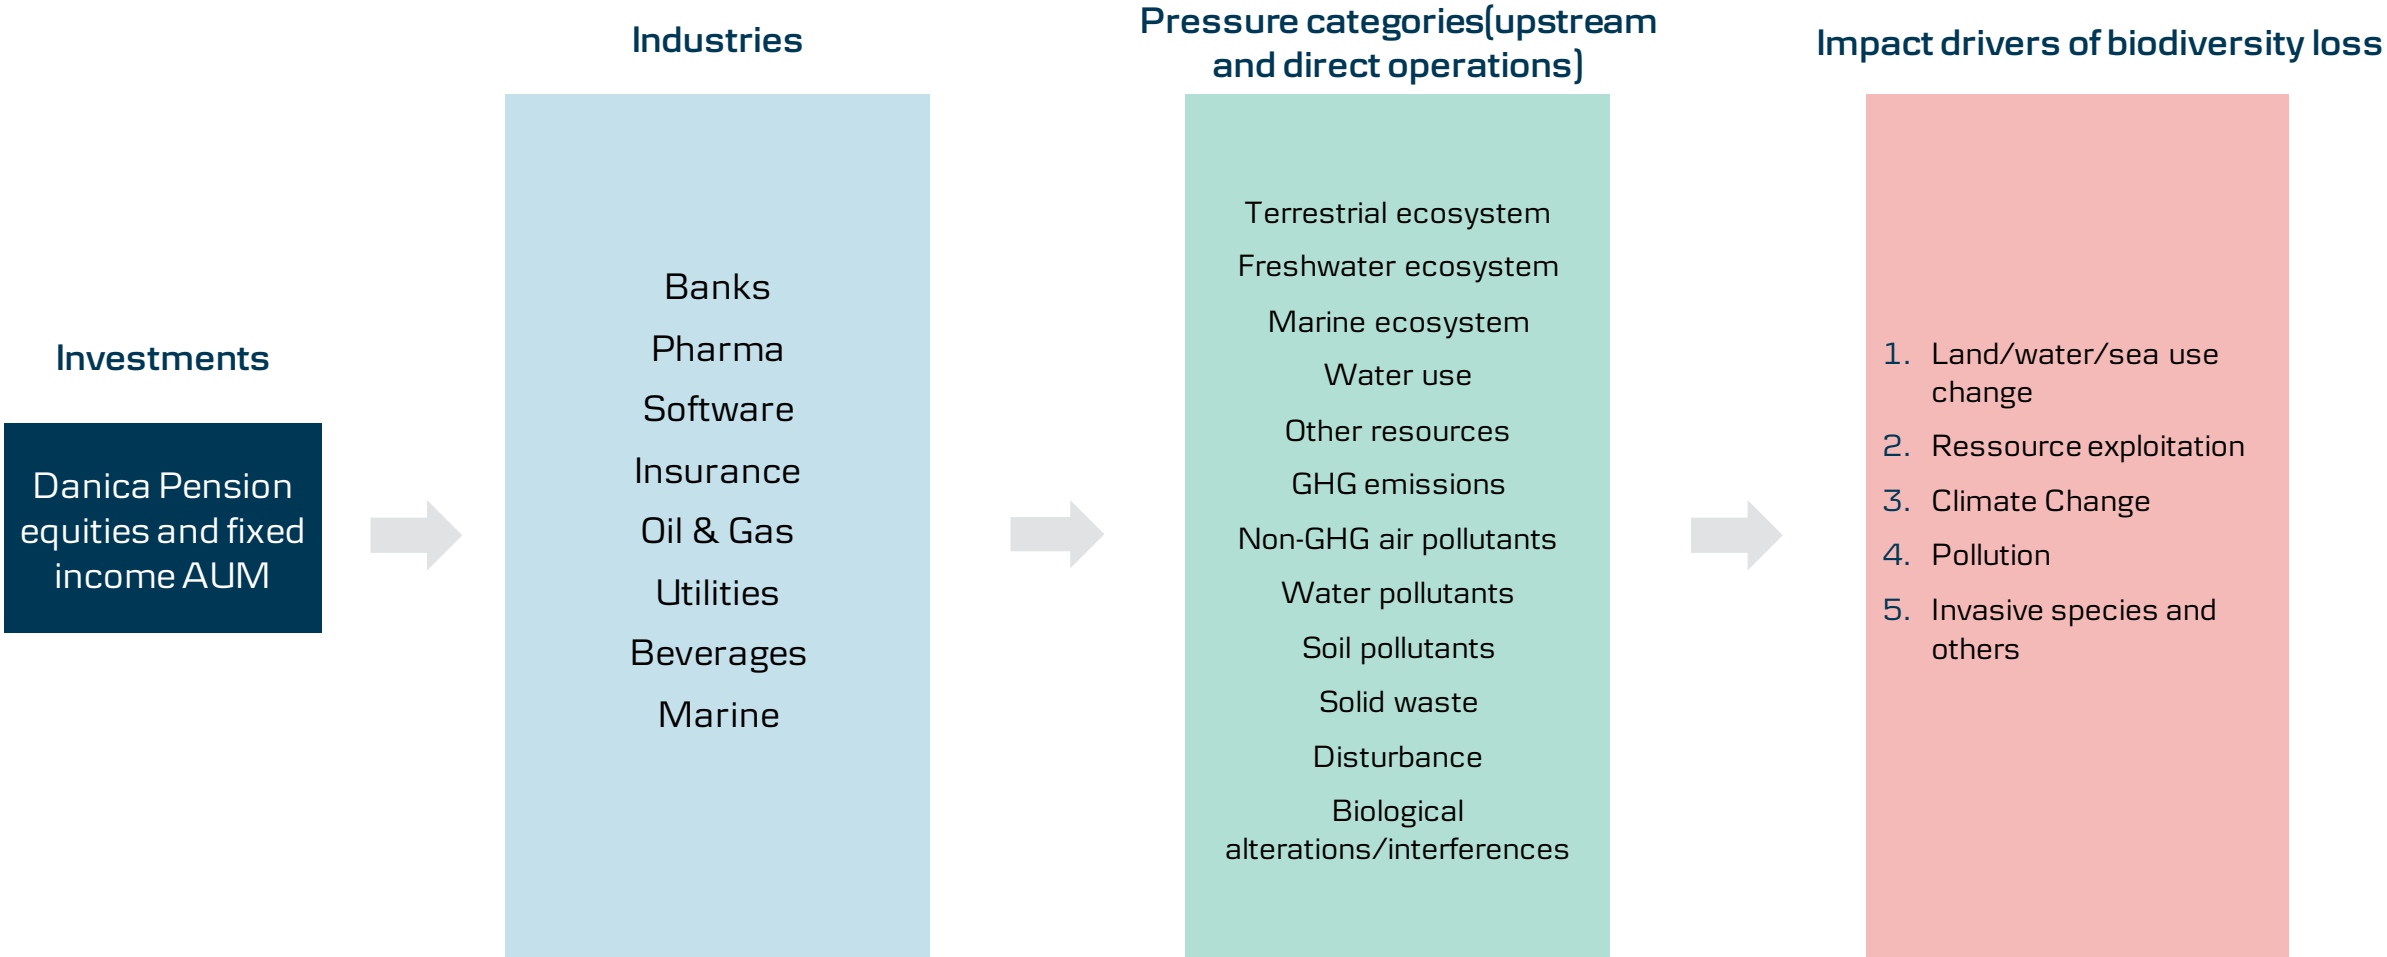 Investments
Danica Pension
equities and fixed
income AUM
Industries
Banks
Pharma
Software
Insurance
Oil & Gas
Utilities
Beverages
Marine
Pressure categories(upstream
and direct operations)
Terrestrial ecosystem
Freshwater ecosystem
Marine ecosystem
Water use
Other resources
GHG emissions
Non-GHG air pollutants
Water pollutants
Soil pollutants
Solid waste
Disturbance
Biological
alterations/interferences
Impact drivers of biodiversity loss
1. Land/water/sea use
change
2. Ressource exploitation
3. Climate Change
4. Pollution
5. Invasive species and
others